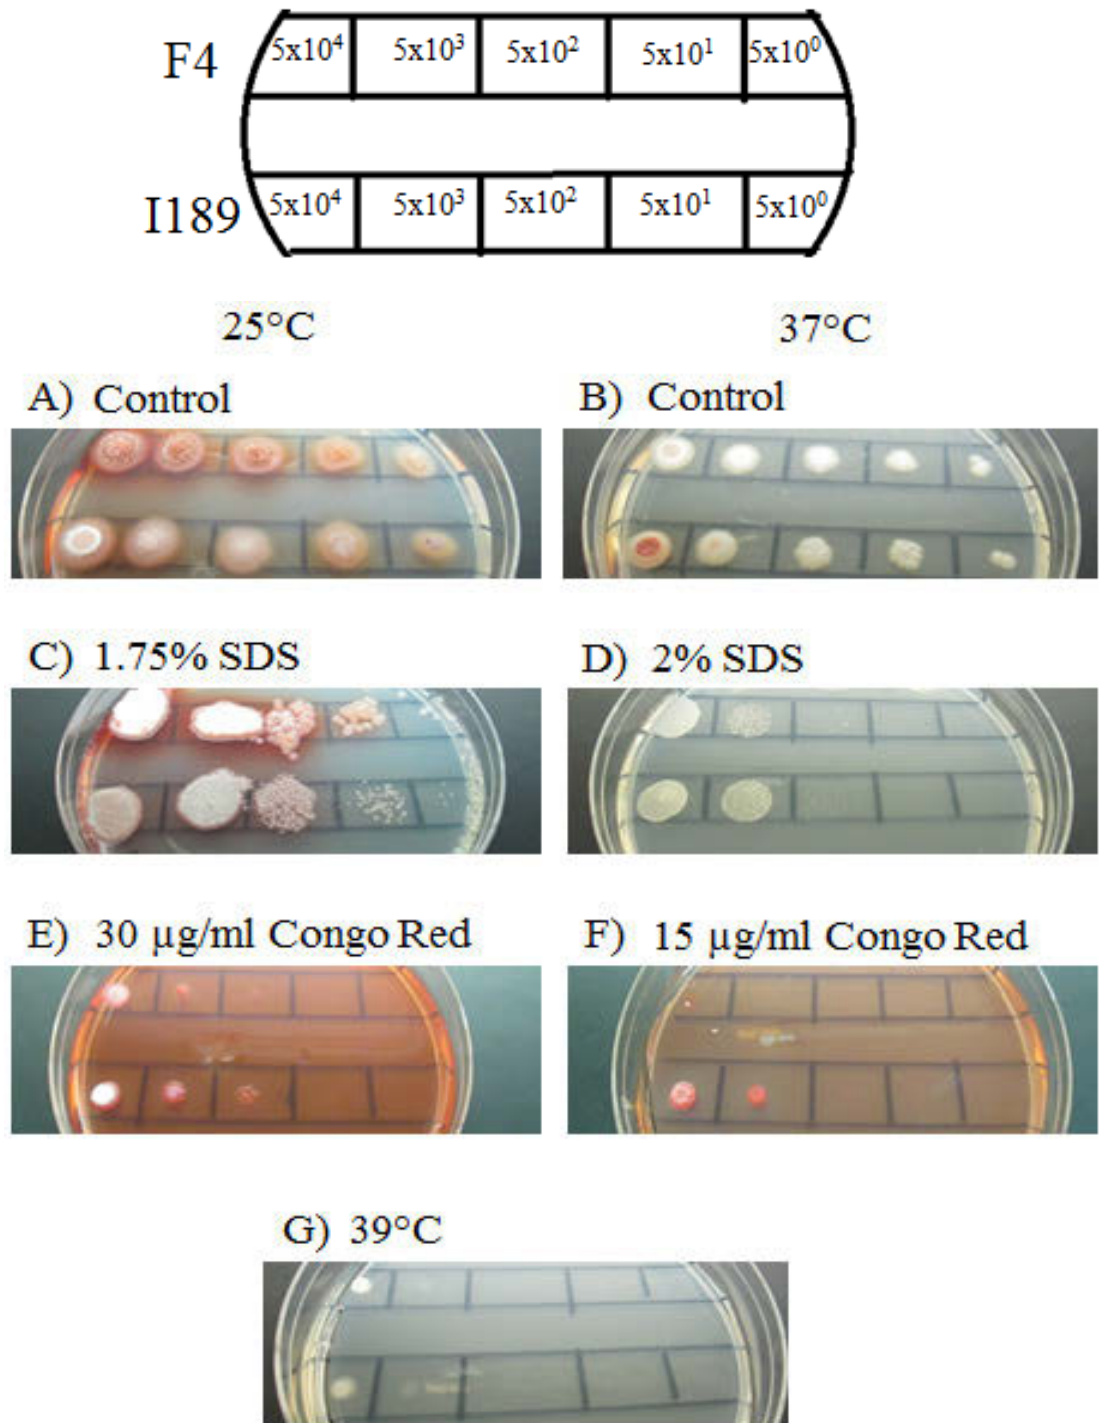 F4 5x10⁴ 5x10³ 5x10² 5x10¹ 5x10⁰
I189 5x10⁴ 5x10³ 5x10² 5x10¹ 5x10⁰
25°C 37°C
A) Control B) Control
C) 1.75% SDS D) 2% SDS
E) 30 µg/ml Congo Red F) 15 µg/ml Congo Red
G) 39°C